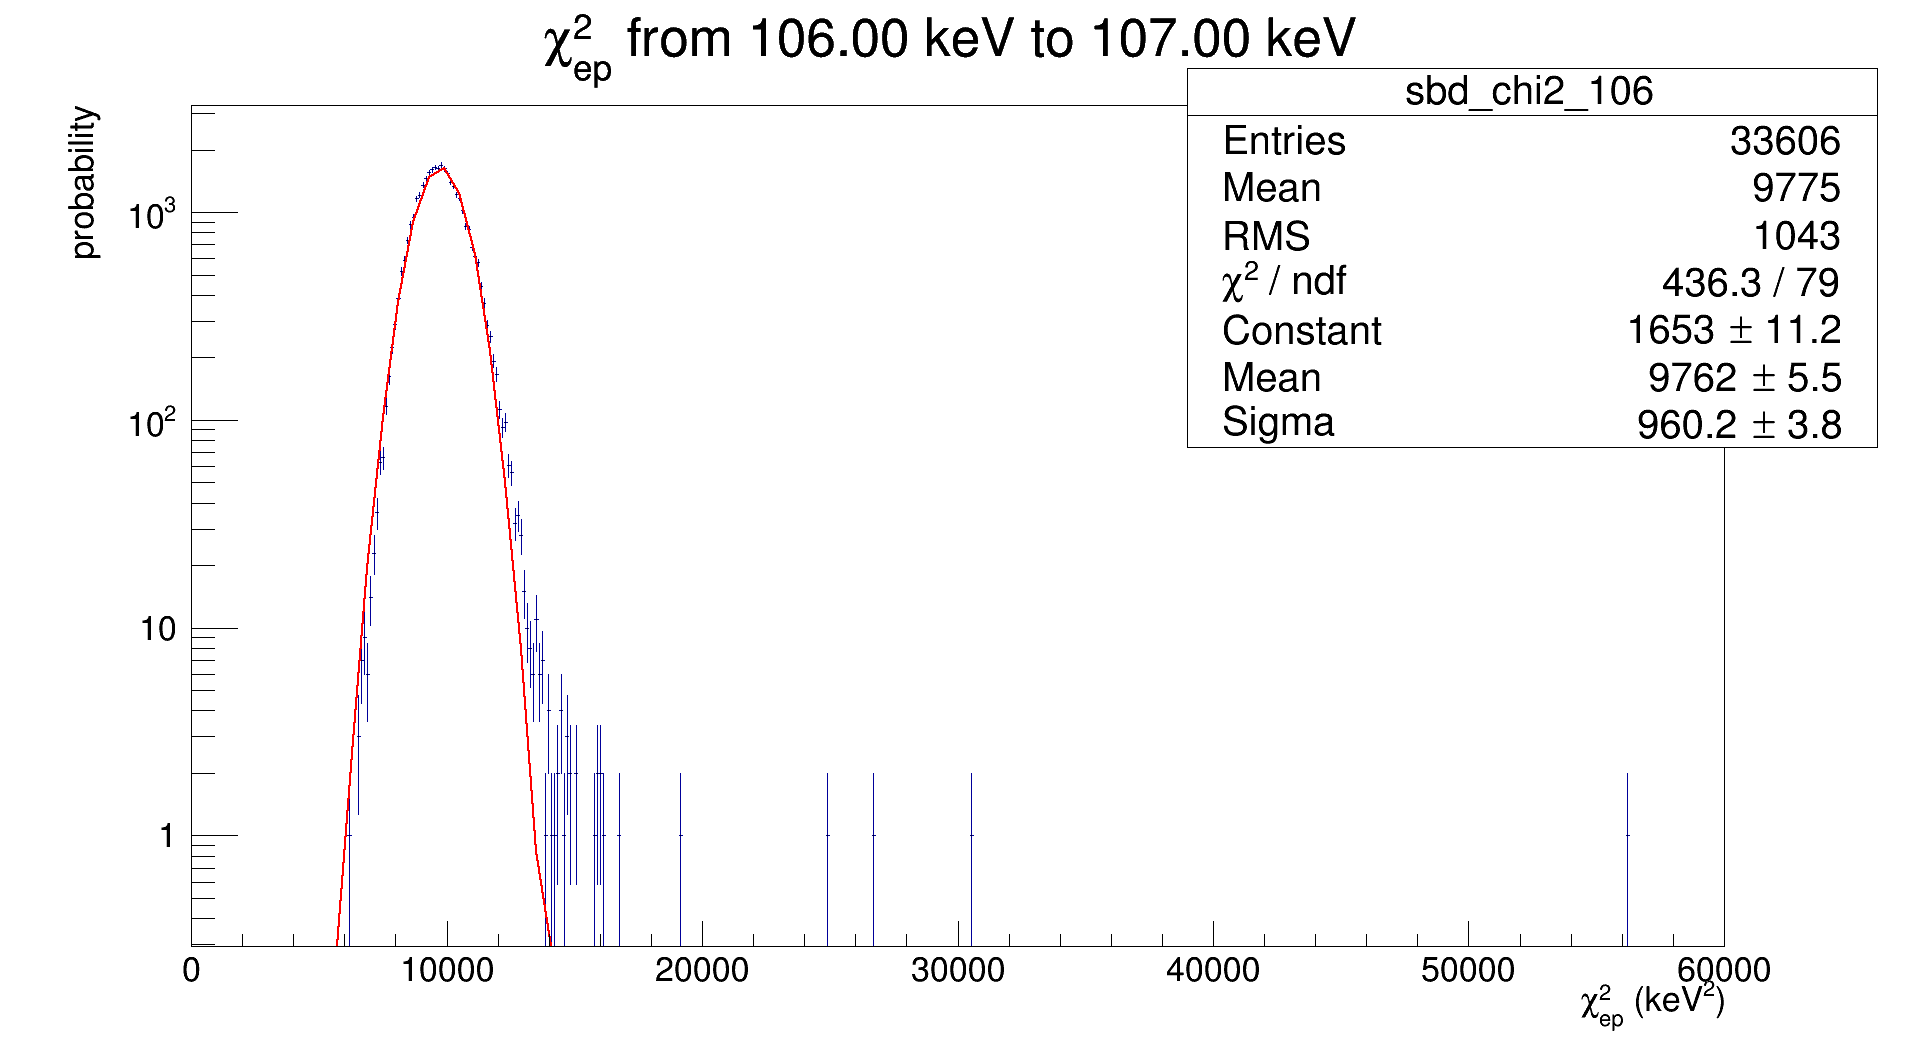 χ²ep from 106.00 keV to 107.00 keV
probability
sbd_chi2_106
Entries 33606
Mean 9775
RMS 1043
χ² / ndf 436.3 / 79
Constant 1653 ± 11.2
Mean 9762 ± 5.5
Sigma 960.2 ± 3.8
10³
10²
10
1
0 10000 20000 30000 40000 50000 60000
χ²ep (keV²)